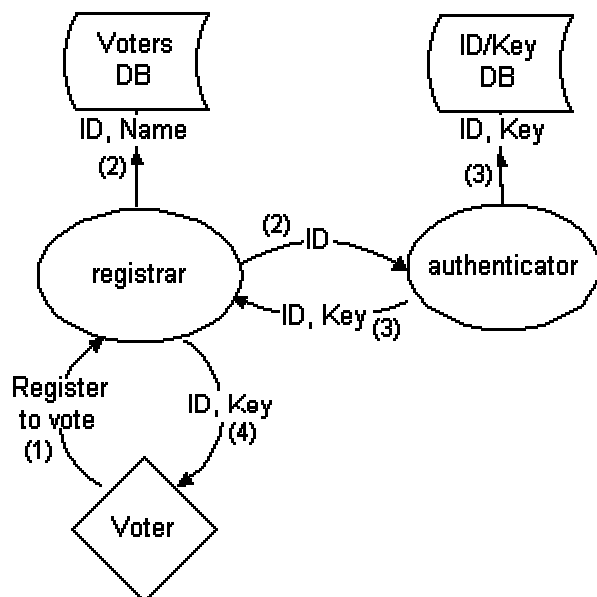 Voters
DB
ID/Key
DB
ID, Name
ID, Key
(2)
(3)
(2)
ID
registrar
authenticator
ID, Key
(3)
Register
to vote
(1)
ID, Key
(4)
Voter